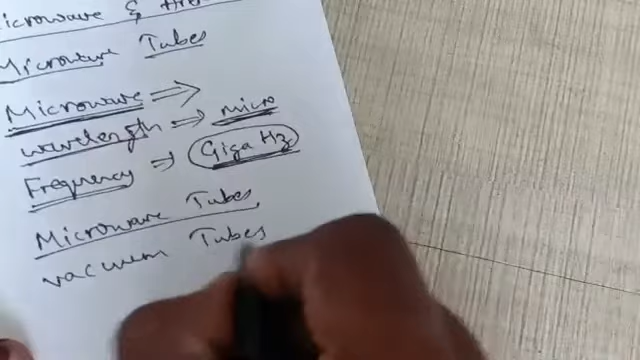 Microwave &
Microwave Tubes
Microwave ⇒
wavelength ⇒ micro
Frequency ⇒ Giga Hz
Microwave Tubes
vacuum Tubes